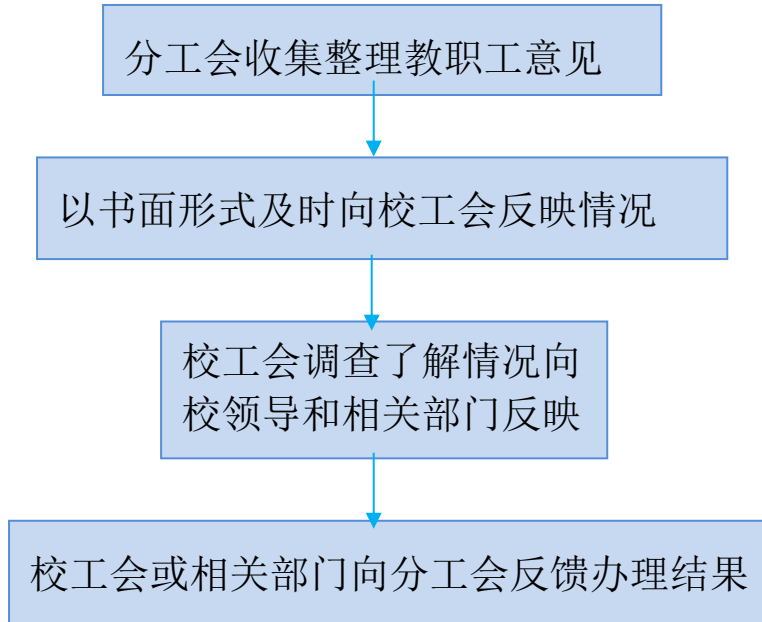 分工会收集整理教职工意见
以书面形式及时向校工会反映情况
校工会调查了解情况向
校领导和相关部门反映
校工会或相关部门向分工会反馈办理结果